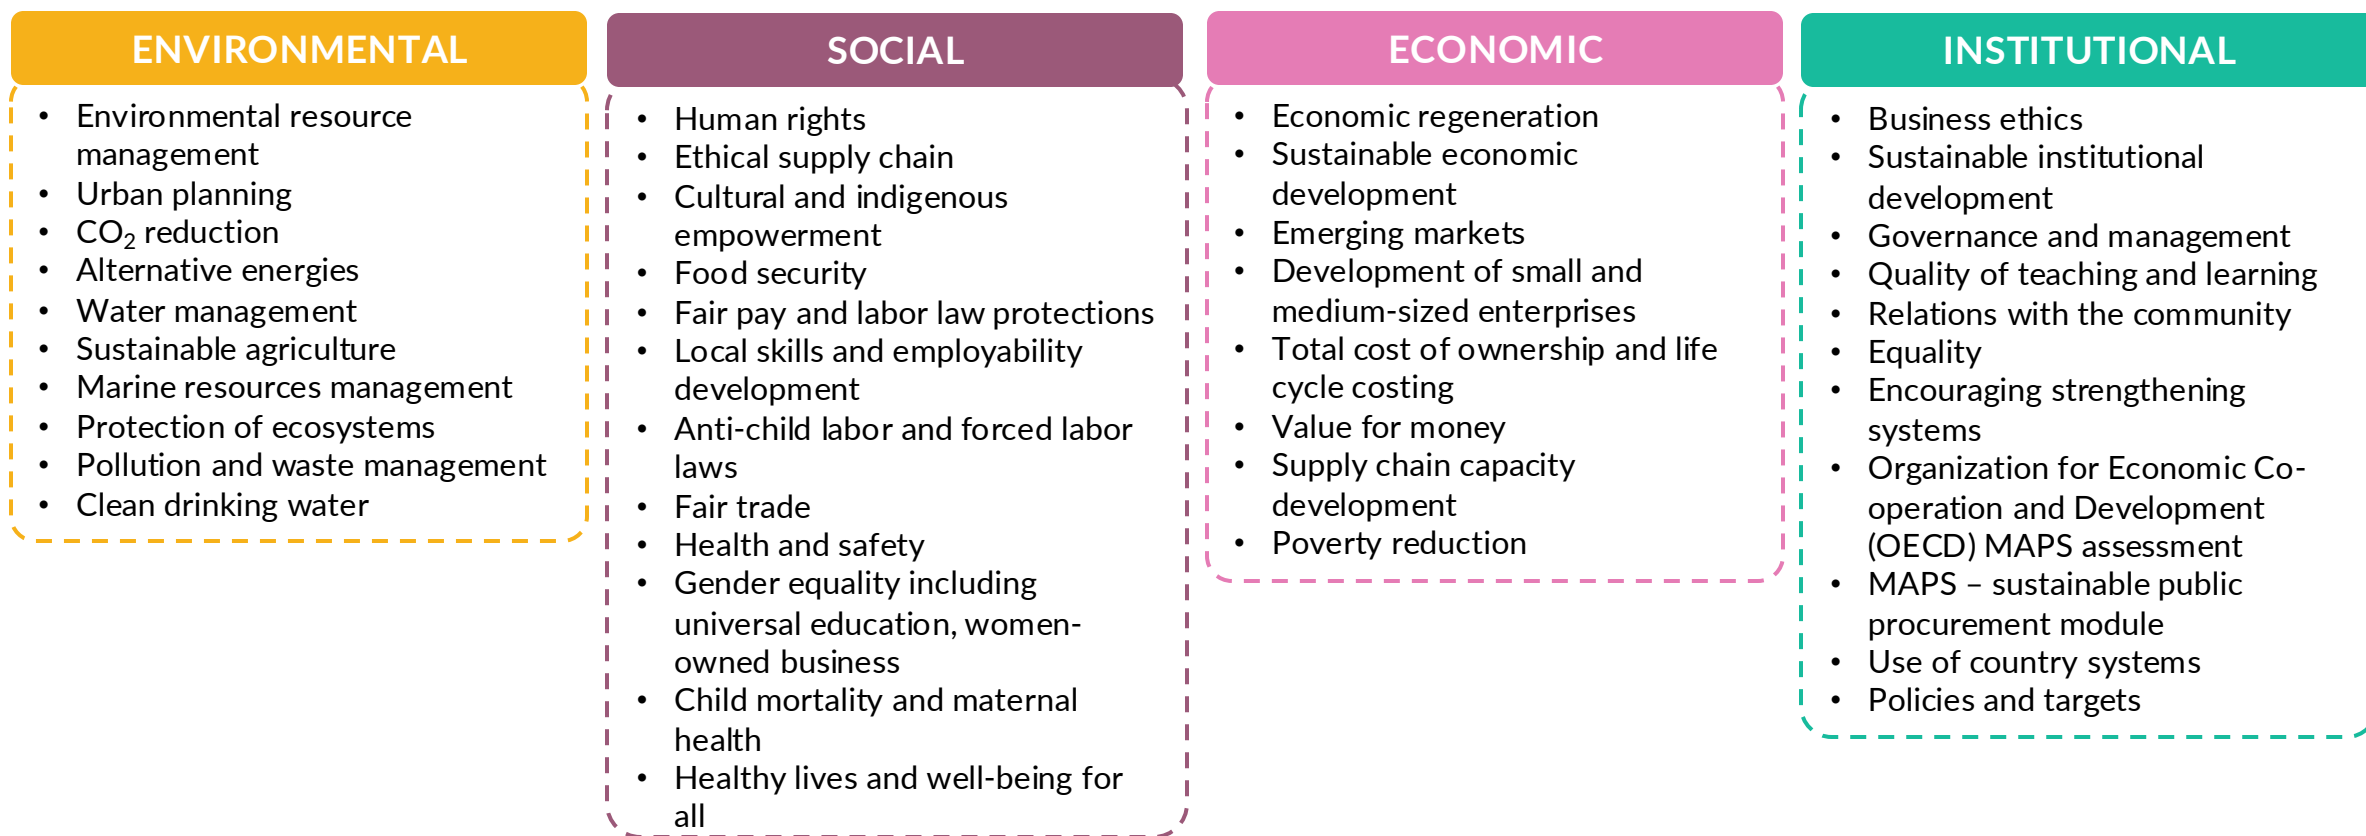 ENVIRONMENTAL
• Environmental resource
management
• Urban planning
• CO₂ reduction
• Alternative energies
• Water management
• Sustainable agriculture
• Marine resources management
• Protection of ecosystems
• Pollution and waste management
• Clean drinking water
SOCIAL
• Human rights
• Ethical supply chain
• Cultural and indigenous
empowerment
• Food security
• Fair pay and labor law protections
• Local skills and employability
development
• Anti-child labor and forced labor
laws
• Fair trade
• Health and safety
• Gender equality including
universal education, women-
owned business
• Child mortality and maternal
health
• Healthy lives and well-being for
all
ECONOMIC
• Economic regeneration
• Sustainable economic
development
• Emerging markets
• Development of small and
medium-sized enterprises
• Total cost of ownership and life
cycle costing
• Value for money
• Supply chain capacity
development
• Poverty reduction
INSTITUTIONAL
• Business ethics
• Sustainable institutional
development
• Governance and management
• Quality of teaching and learning
• Relations with the community
• Equality
• Encouraging strengthening
systems
• Organization for Economic Co-
operation and Development
(OECD) MAPS assessment
• MAPS – sustainable public
procurement module
• Use of country systems
• Policies and targets